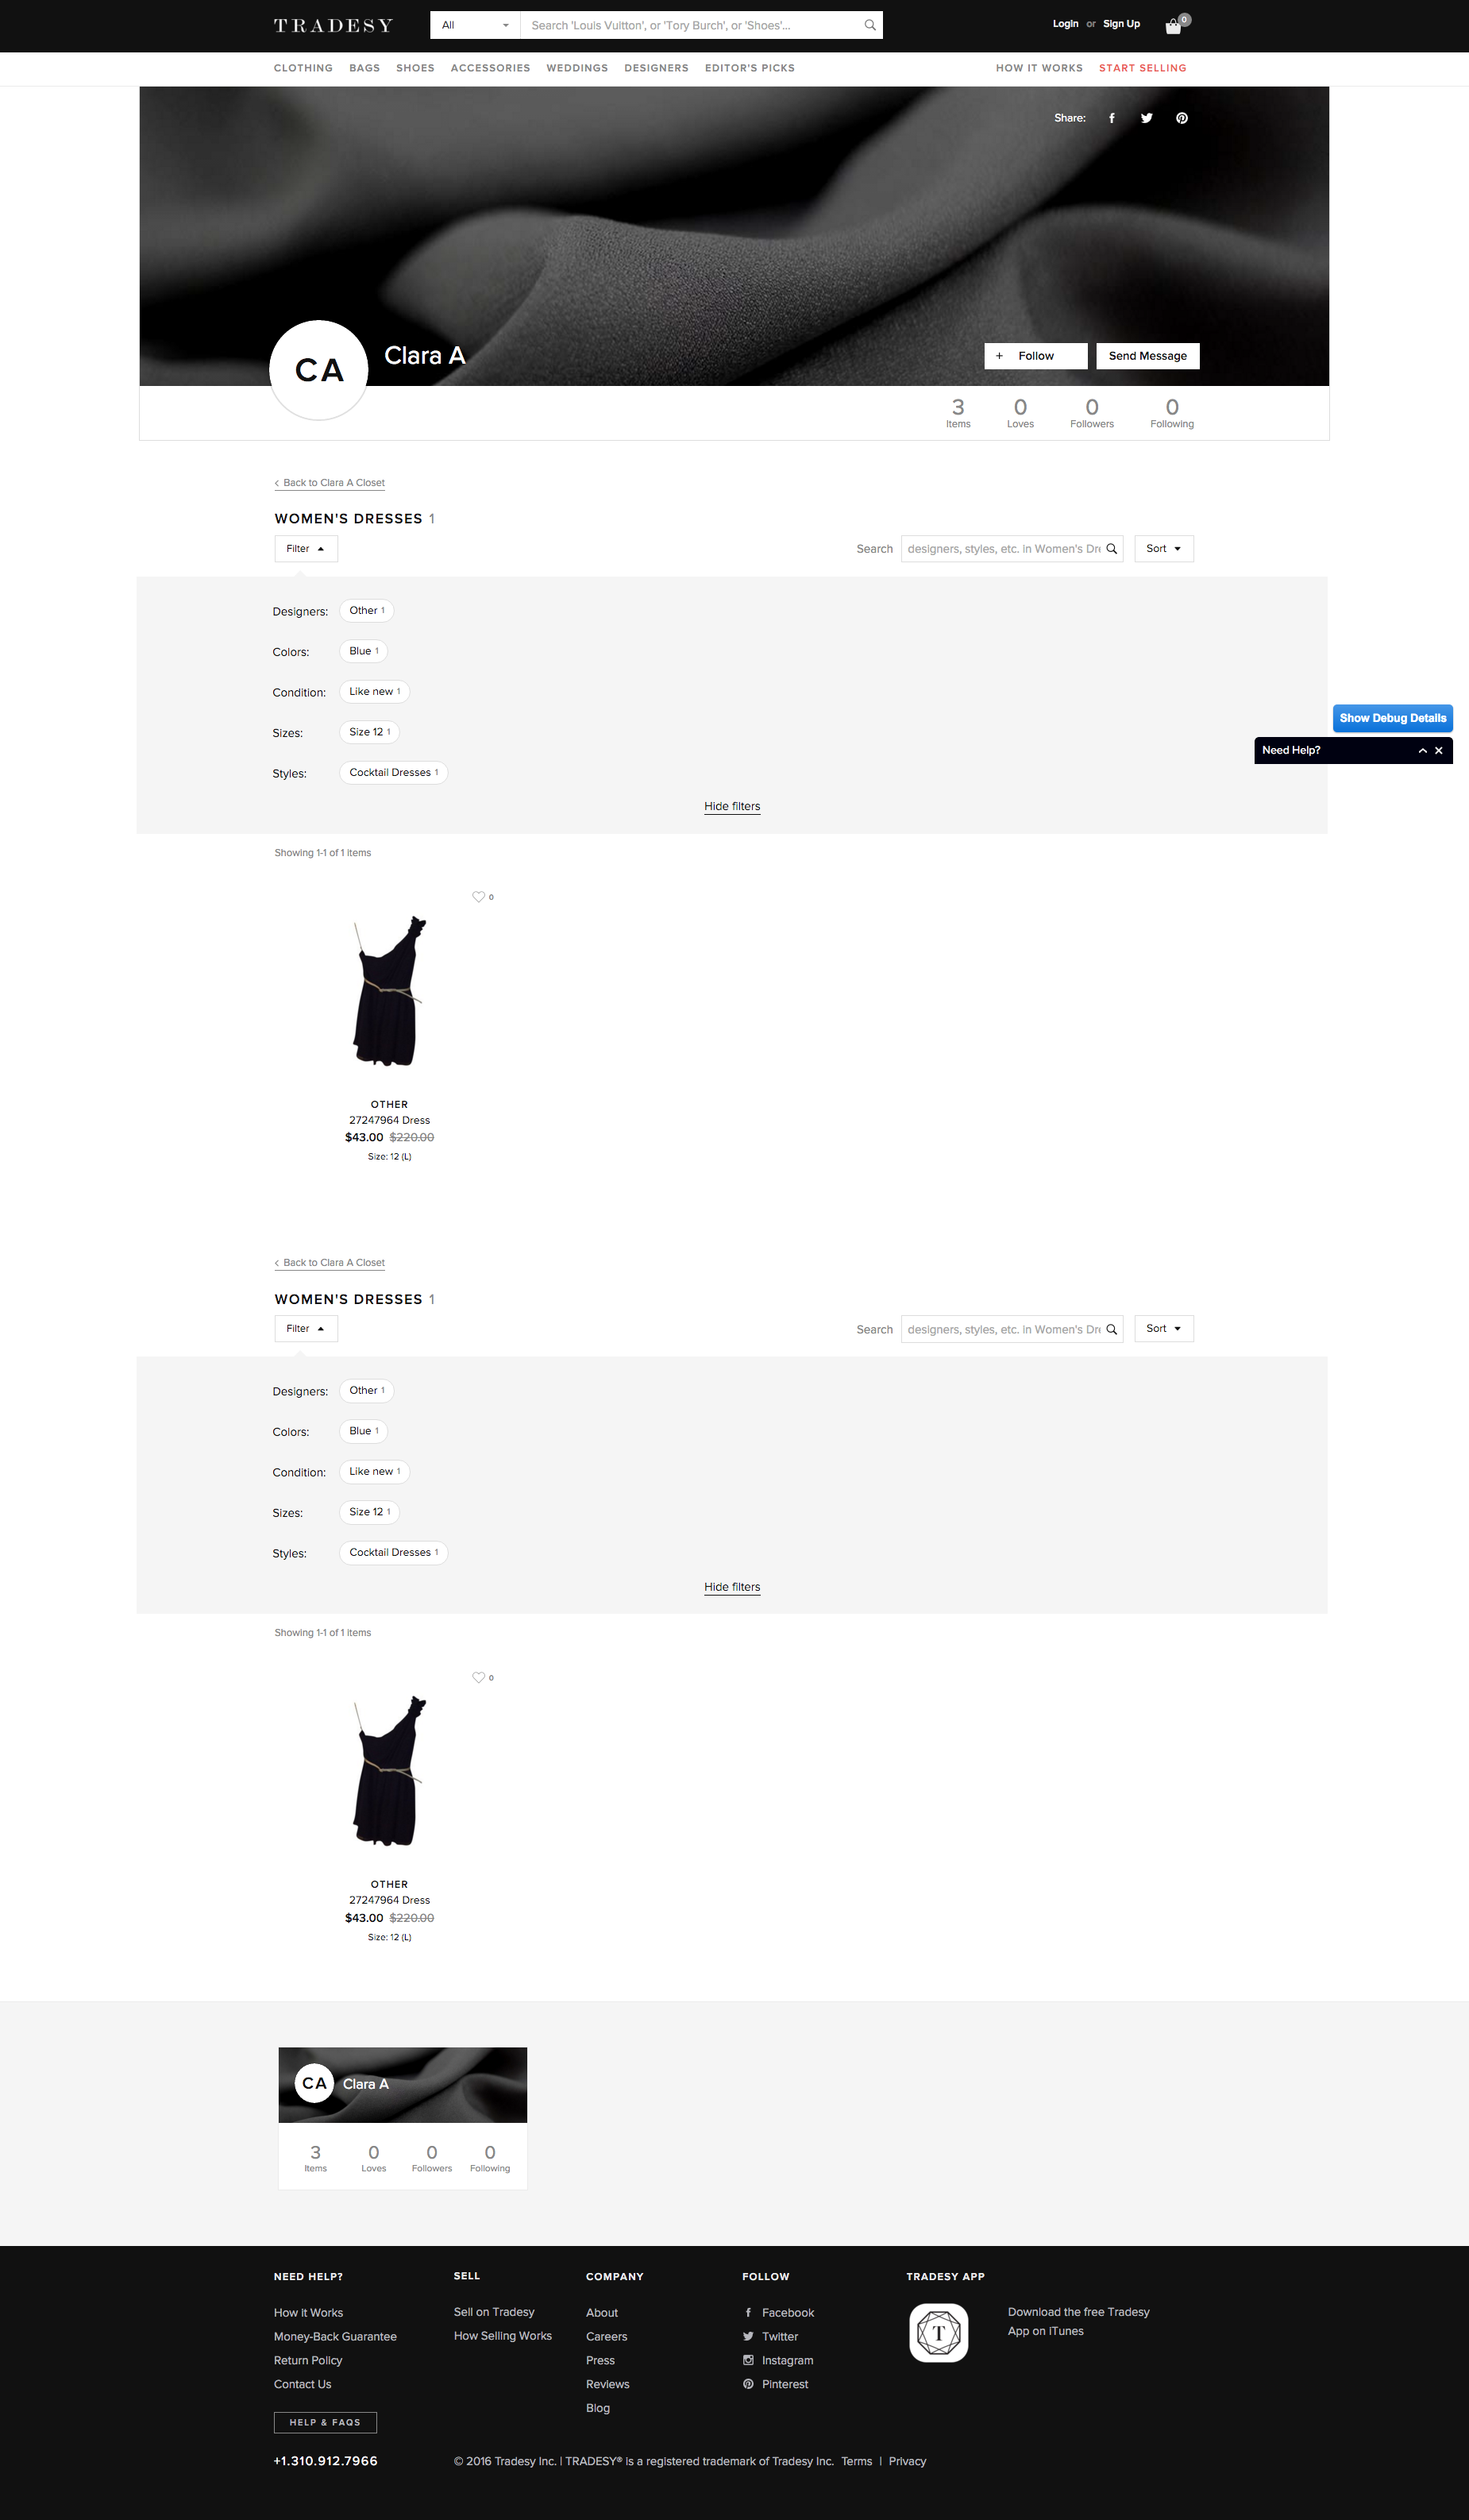 TRADESY
All
Search 'Louis Vuitton', or 'Tory Burch', or 'Shoes'...
Login or Sign Up
0
CLOTHING BAGS SHOES ACCESSORIES WEDDINGS DESIGNERS EDITOR'S PICKS HOW IT WORKS START SELLING
Share:
CA
Clara A
+ Follow
Send Message
3 0 0 0
Items Loves Followers Following
< Back to Clara A Closet
WOMEN'S DRESSES 1
Filter
Search designers, styles, etc. in Women's Dre
Sort
Designers: Other 1
Colors: Blue 1
Condition: Like new 1
Sizes: Size 12 1
Show Debug Details
Need Help?
Styles: Cocktail Dresses 1
Hide filters
Showing 1-1 of 1 items
0
OTHER
27247964 Dress
$43.00 $220.00
Size: 12 (L)
< Back to Clara A Closet
WOMEN'S DRESSES 1
Filter
Search designers, styles, etc. in Women's Dre
Sort
Designers: Other 1
Colors: Blue 1
Condition: Like new 1
Sizes: Size 12 1
Styles: Cocktail Dresses 1
Hide filters
Showing 1-1 of 1 items
0
OTHER
27247964 Dress
$43.00 $220.00
Size: 12 (L)
CA Clara A
3 0 0 0
Items Loves Followers Following
NEED HELP?
How It Works
Money-Back Guarantee
Return Policy
Contact Us
HELP & FAQS
+1.310.912.7966
SELL
Sell on Tradesy
How Selling Works
COMPANY
About
Careers
Press
Reviews
Blog
FOLLOW
Facebook
Twitter
Instagram
Pinterest
TRADESY APP
T
Download the free Tradesy
App on iTunes
© 2016 Tradesy Inc. | TRADESY® is a registered trademark of Tradesy Inc. Terms | Privacy